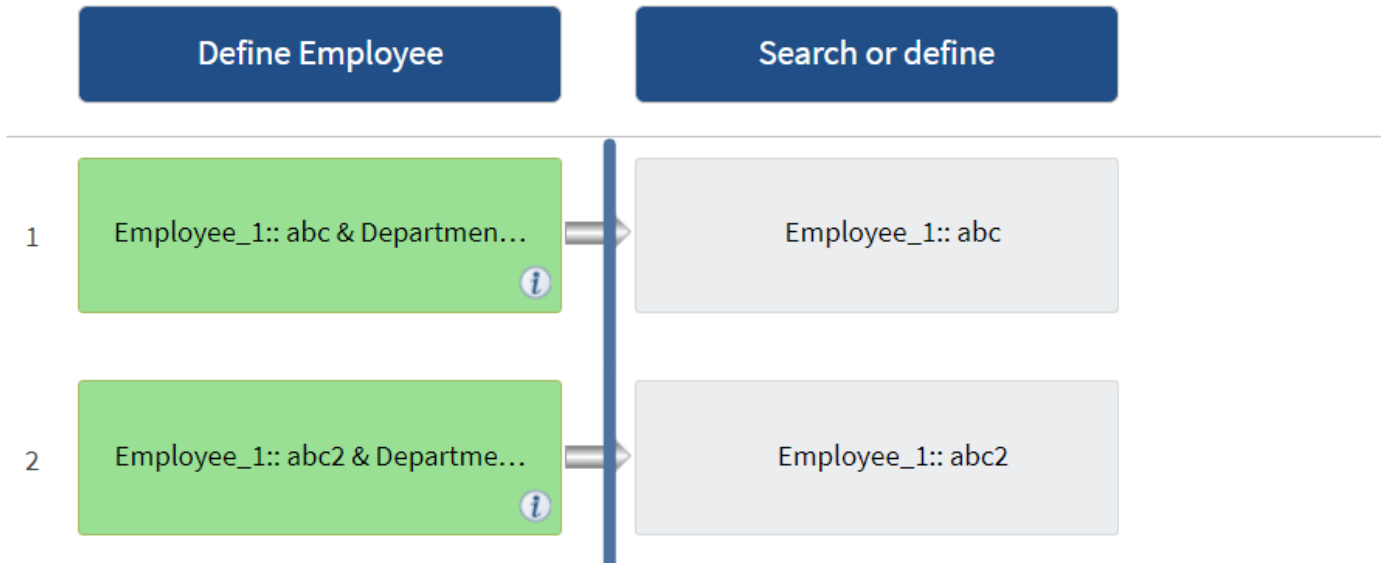 Define Employee
Search or define
1
Employee_1:: abc & Departmen...
Employee_1:: abc
i
2
Employee_1:: abc2 & Departme...
Employee_1:: abc2
i